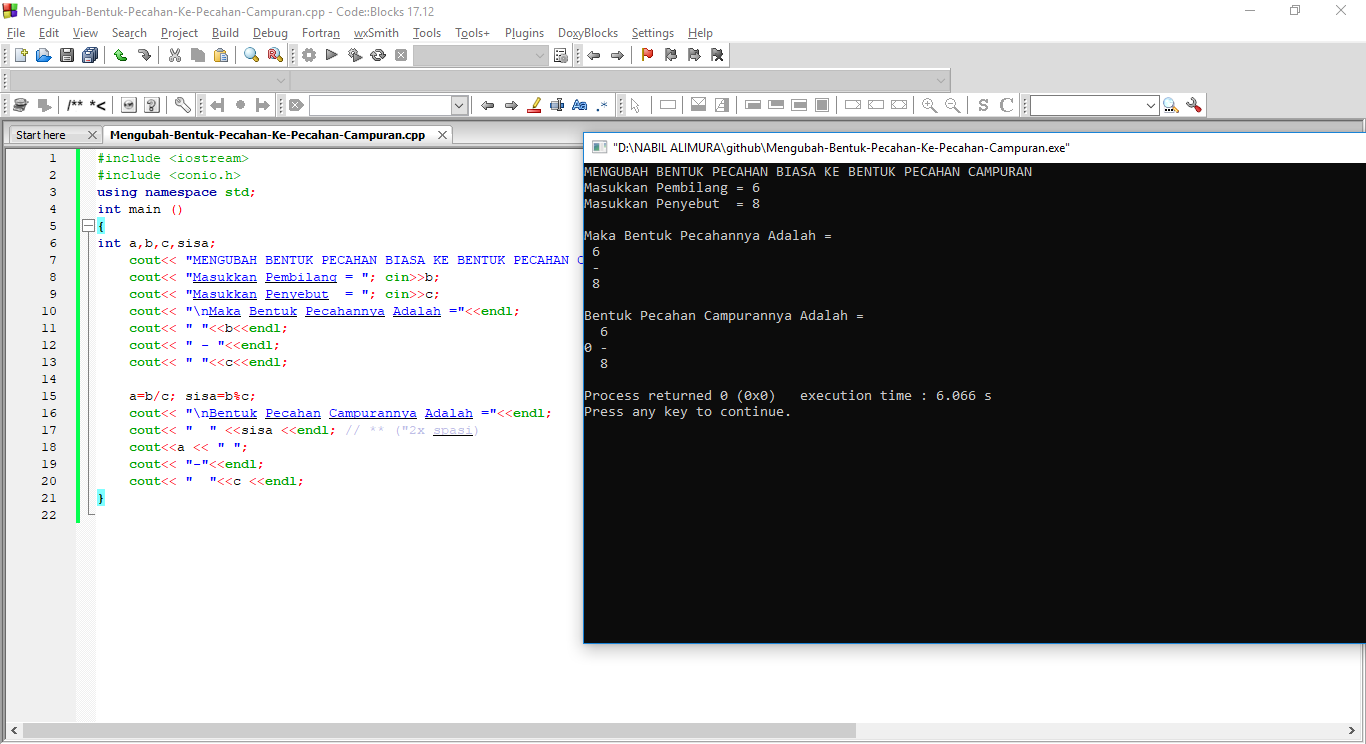 Mengubah-Bentuk-Pecahan-Ke-Pecahan-Campuran.cpp - Code::Blocks 17.12
File Edit View Search Project Build Debug Fortran wxSmith Tools Tools+ Plugins DoxyBlocks Settings Help
/** *< Aa .* S C
Start here Mengubah-Bentuk-Pecahan-Ke-Pecahan-Campuran.cpp
1 #include <iostream>
2 #include <conio.h>
3 using namespace std;
4 int main ()
5 {
6 int a,b,c,sisa;
7 cout<< "MENGUBAH BENTUK PECAHAN BIASA KE BENTUK PECAHAN C
8 cout<< "Masukkan Pembilang = "; cin>>b;
9 cout<< "Masukkan Penyebut  = "; cin>>c;
10 cout<< "\nMaka Bentuk Pecahannya Adalah ="<<endl;
11 cout<< " "<<b<<endl;
12 cout<< " - "<<endl;
13 cout<< " "<<c<<endl;
14
15 a=b/c; sisa=b%c;
16 cout<< "\nBentuk Pecahan Campurannya Adalah ="<<endl;
17 cout<< "  " <<sisa <<endl; // ** ("2x spasi)
18 cout<<a << " ";
19 cout<< "-"<<endl;
20 cout<< "  "<<c <<endl;
21 }
22
"D:\NABIL ALIMURA\github\Mengubah-Bentuk-Pecahan-Ke-Pecahan-Campuran.exe"
MENGUBAH BENTUK PECAHAN BIASA KE BENTUK PECAHAN CAMPURAN
Masukkan Pembilang = 6
Masukkan Penyebut  = 8
Maka Bentuk Pecahannya Adalah =
6
-
8
Bentuk Pecahan Campurannya Adalah =
6
0 -
8
Process returned 0 (0x0)   execution time : 6.066 s
Press any key to continue.